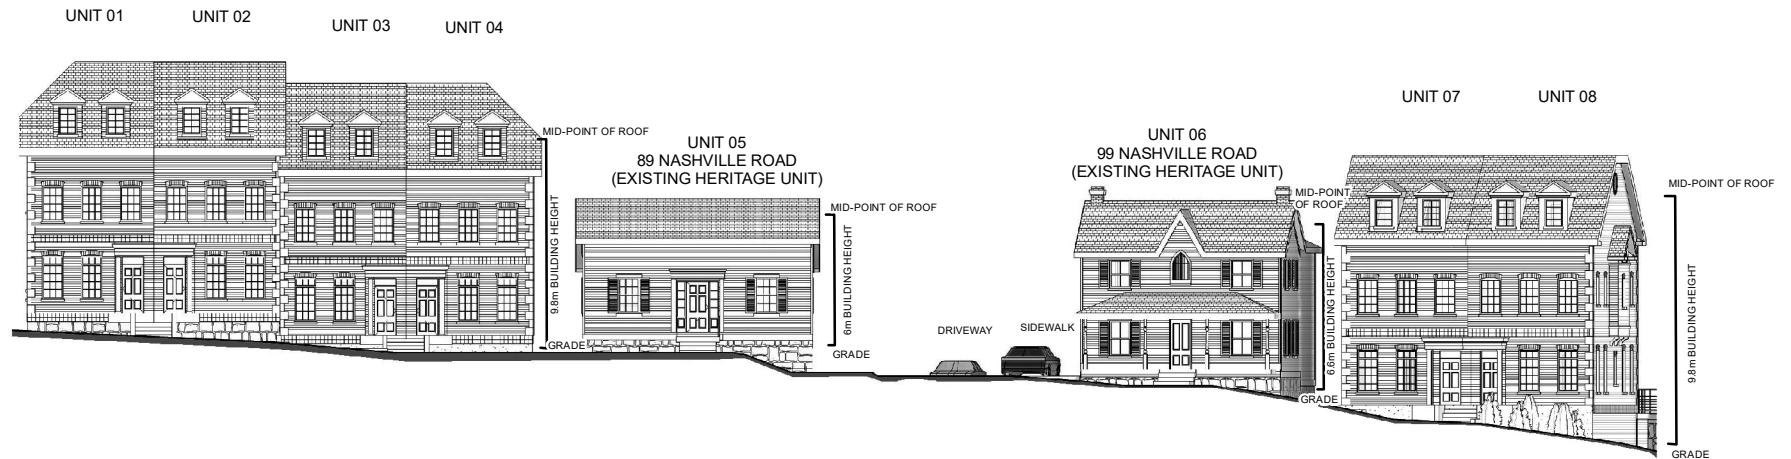 UNIT 01
UNIT 02
UNIT 03
UNIT 04
MID-POINT OF ROOF
9.8m BUILDING HEIGHT
GRADE
UNIT 05
89 NASHVILLE ROAD
(EXISTING HERITAGE UNIT)
MID-POINT OF ROOF
6m BUILDING HEIGHT
GRADE
DRIVEWAY
SIDEWALK
UNIT 06
99 NASHVILLE ROAD
(EXISTING HERITAGE UNIT)
MID-POINT
OF ROOF
6.6m BUILDING HEIGHT
GRADE
UNIT 07
UNIT 08
MID-POINT OF ROOF
9.8m BUILDING HEIGHT
GRADE